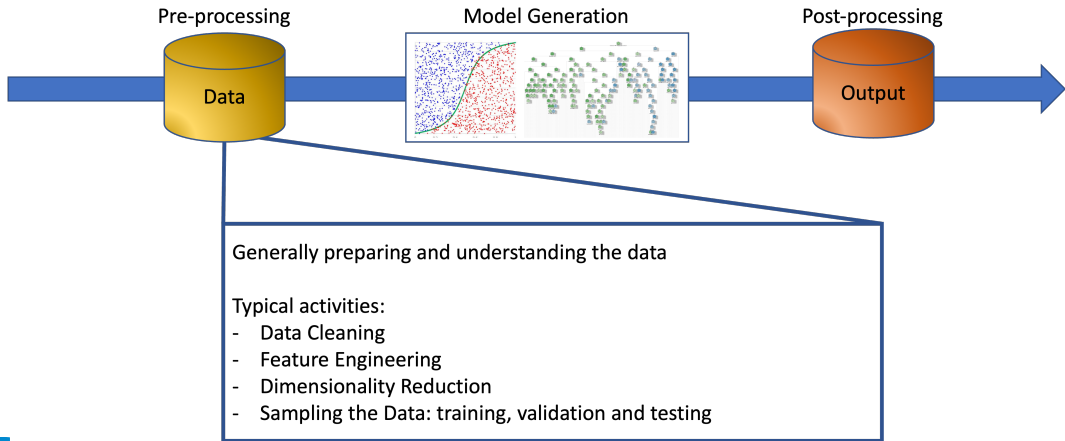 Pre-processing
Model Generation
Post-processing
Data
Output
Generally preparing and understanding the data
Typical activities:
- Data Cleaning
- Feature Engineering
- Dimensionality Reduction
- Sampling the Data: training, validation and testing